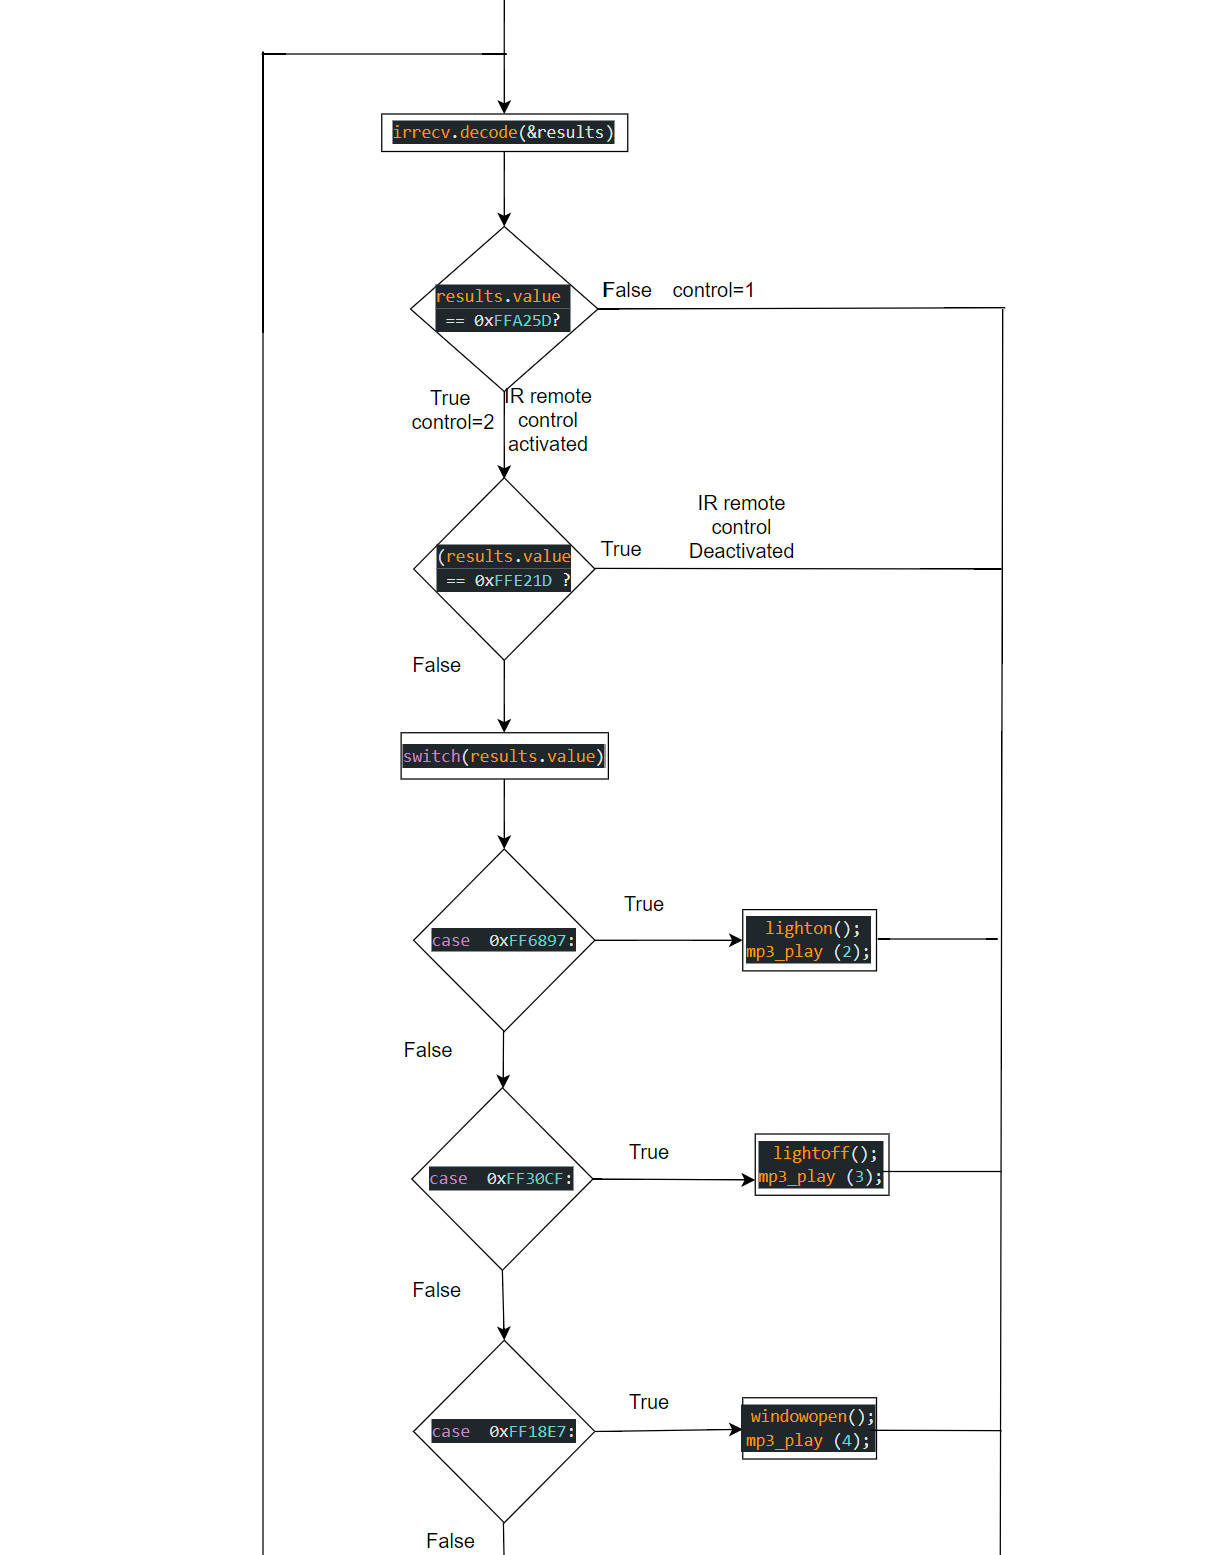 irrecv.decode(&results)
results.value
== 0xFFA25D?
False control=1
True
control=2
IR remote
control
activated
(results.value
== 0xFFE21D ?
True
IR remote
control
Deactivated
False
switch(results.value)
case 0xFF6897:
True
lighton();
mp3_play (2);
False
case 0xFF30CF:
True
lightoff();
mp3_play (3);
False
case 0xFF18E7:
True
windowopen();
mp3_play (4);
False